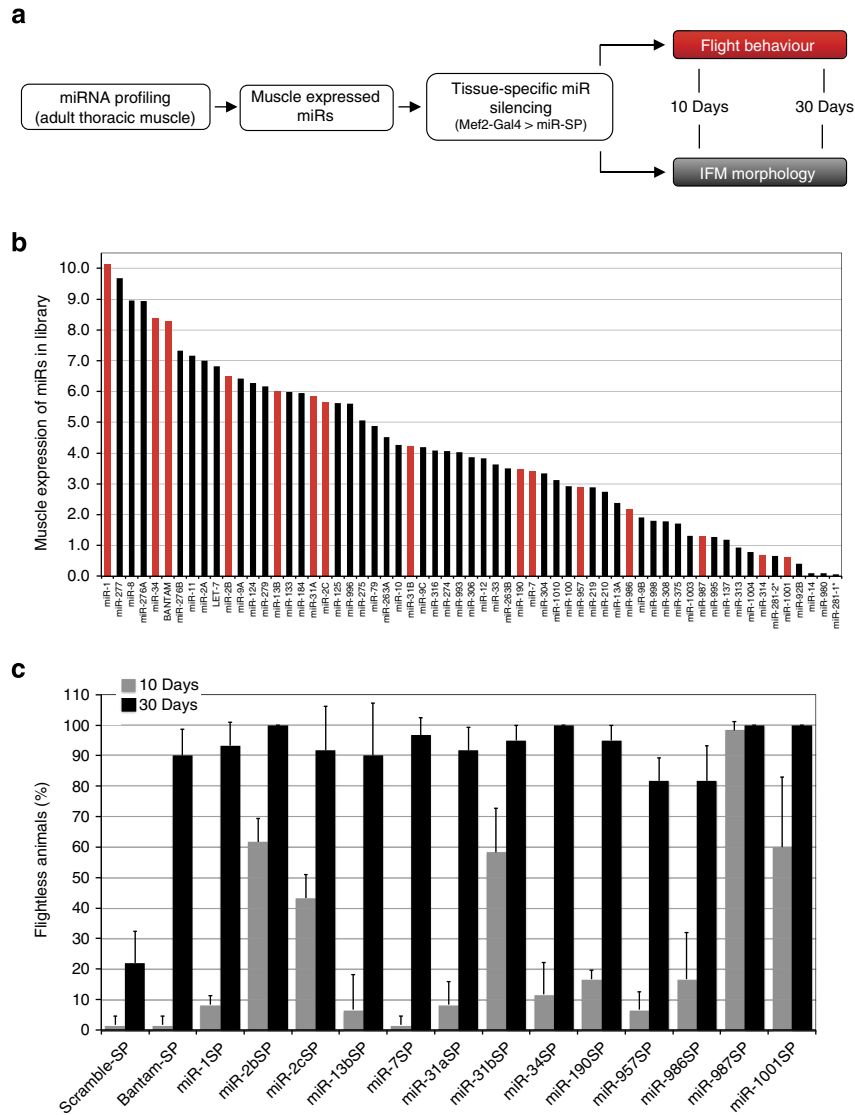 a
miRNA profiling
(adult thoracic muscle)
Muscle expressed
miRs
Tissue-specific miR
silencing
(Mef2-Gal4 > miR-SP)
Flight behaviour
10 Days
30 Days
IFM morphology
b
Muscle expression of miRs in library
10.0
9.0
8.0
7.0
6.0
5.0
4.0
3.0
2.0
1.0
0.0
miR-1
miR-277
miR-8
miR-276A
miR-34
BANTAM
miR-276B
miR-11
miR-2A
LET-7
miR-2B
miR-9A
miR-124
miR-279
miR-13B
miR-133
miR-184
miR-31A
miR-2C
miR-125
miR-996
miR-275
miR-79
miR-263A
miR-10
miR-31B
miR-9C
miR-316
miR-274
miR-993
miR-306
miR-12
miR-33
miR-263B
miR-190
miR-7
miR-304
miR-1010
miR-100
miR-957
miR-219
miR-210
miR-13A
miR-986
miR-9B
miR-998
miR-308
miR-375
miR-1003
miR-987
miR-995
miR-137
miR-313
miR-1004
miR-314
miR-281-2*
miR-1001
miR-92B
miR-14
miR-980
miR-281-1*
c
10 Days
30 Days
Flightless animals (%)
110
100
90
80
70
60
50
40
30
20
10
0
Scramble-SP
Bantam-SP
miR-1SP
miR-2bSP
miR-2cSP
miR-13bSP
miR-7SP
miR-31aSP
miR-31bSP
miR-34SP
miR-190SP
miR-957SP
miR-986SP
miR-987SP
miR-1001SP